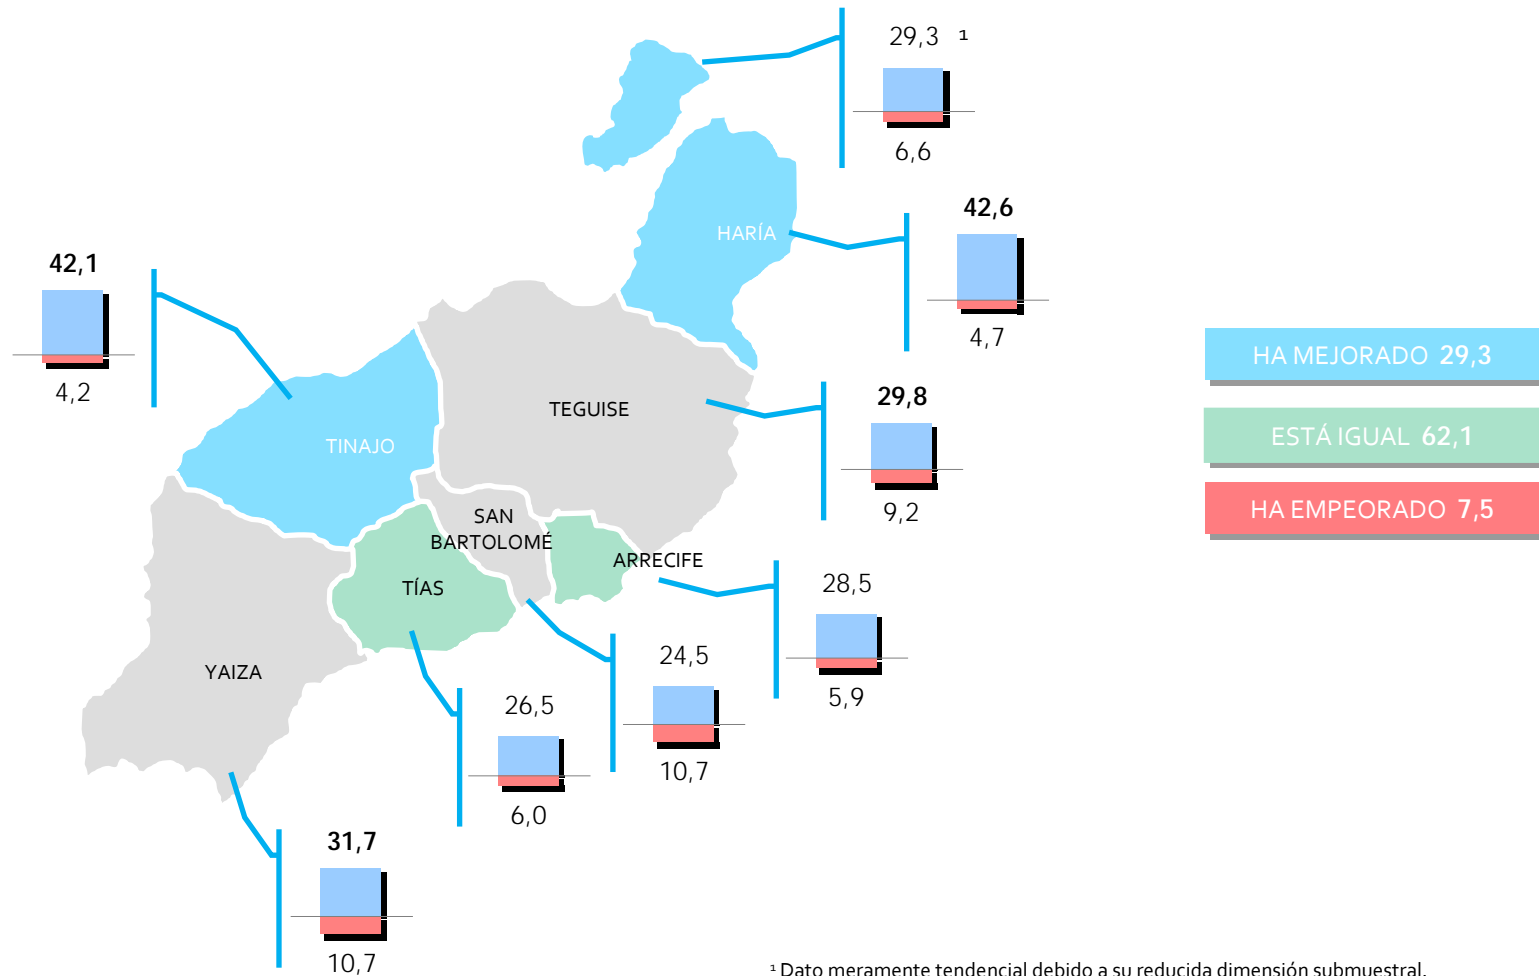 29,3 ¹
6,6
HARÍA
42,6
4,7
42,1
4,2
TINAJO
TEGUISE
29,8
9,2
HA MEJORADO 29,3
ESTÁ IGUAL 62,1
HA EMPEORADO 7,5
SAN
BARTOLOMÉ
ARRECIFE
TÍAS
YAIZA
28,5
5,9
24,5
10,7
26,5
6,0
31,7
10,7
¹ Dato meramente tendencial debido a su reducida dimensión submuestral.